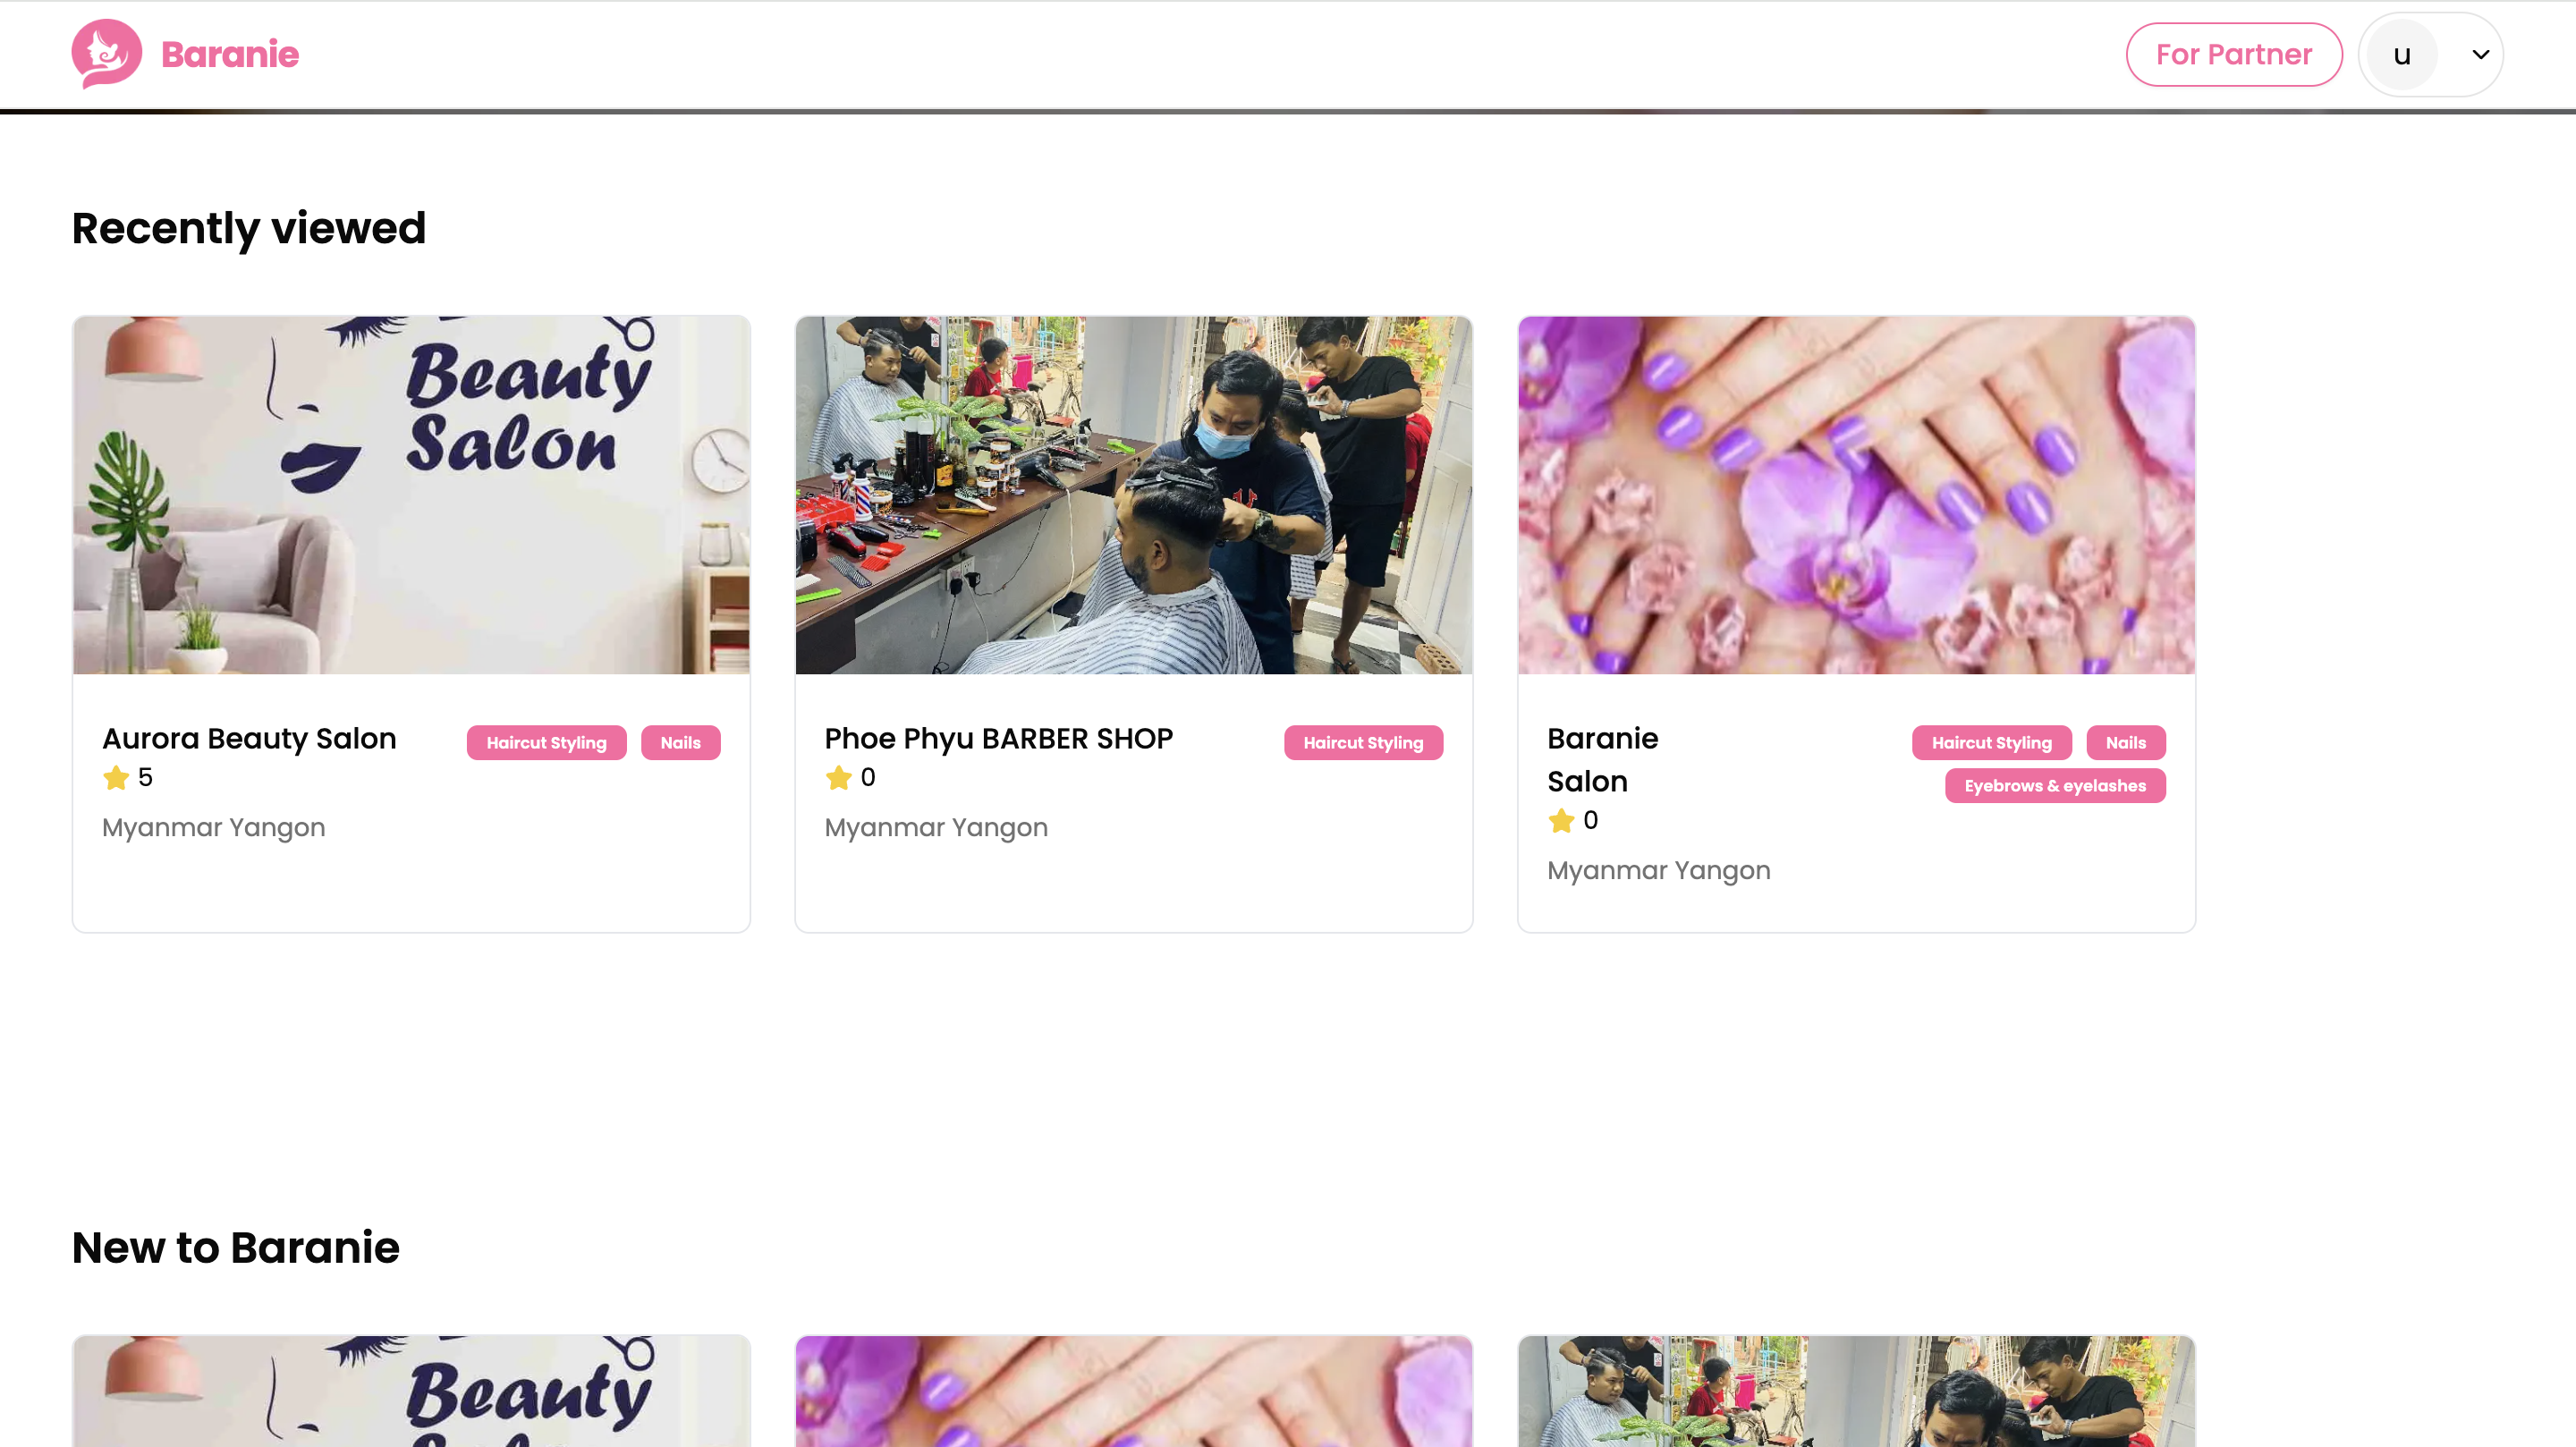 Baranie
For Partner
u
Recently viewed
Beauty
Salon
Aurora Beauty Salon
Haircut Styling
Nails
5
Myanmar Yangon
Phoe Phyu BARBER SHOP
Haircut Styling
0
Myanmar Yangon
Baranie
Salon
Haircut Styling
Nails
Eyebrows & eyelashes
0
Myanmar Yangon
New to Baranie
Beauty